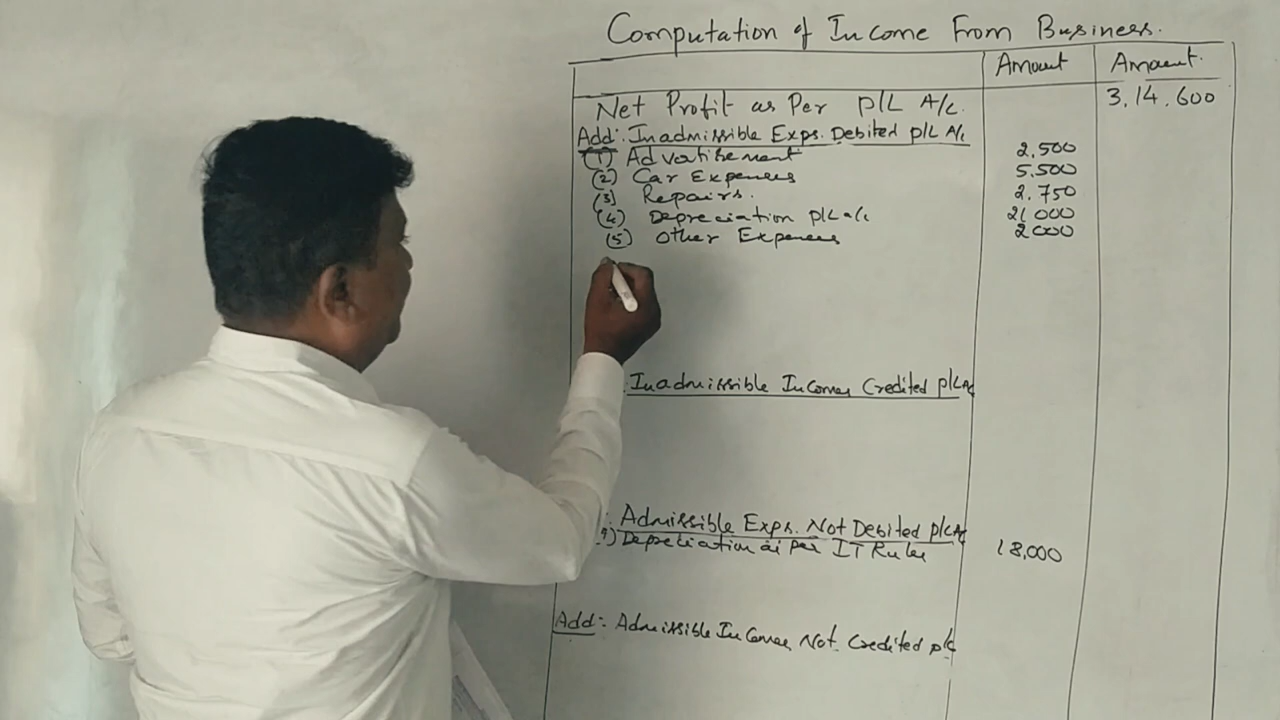 Computation of Income From Business.
Amount Amount.
Net Profit as Per P/L A/c. 3,14,600
Add:. Inadmissible Exps. Debited P/L A/c
(1) Advertisement 2,500
(2) Car Expenses 5,500
(3) Repairs. 2,750
(4) Depreciation P/L a/c 21,000
(5) Other Expenses 2000
: Inadmissible Incomes Credited P/L A/c
: Admissible Exps. Not Debited P/L A/c
1) Depreciation as Per IT Rules 18,000
Add:. Admissible Incomes Not Credited P/L